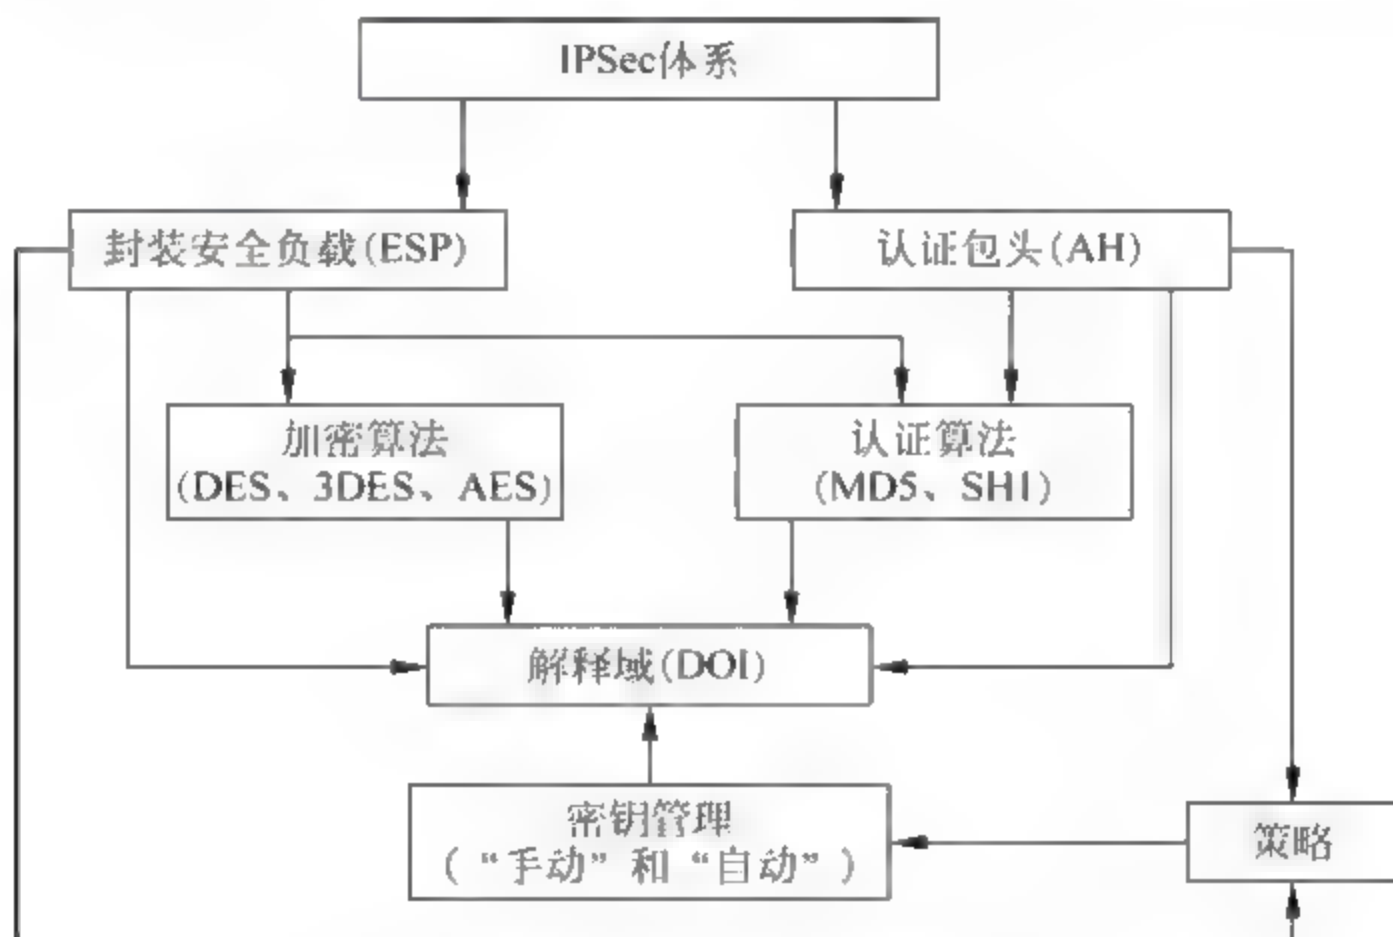 IPSec体系
封装安全负载(ESP)
认证包头(AH)
加密算法
(DES、3DES、AES)
认证算法
(MD5、SHI)
解释域(DOI)
密钥管理
(“手动”和“自动”)
策略